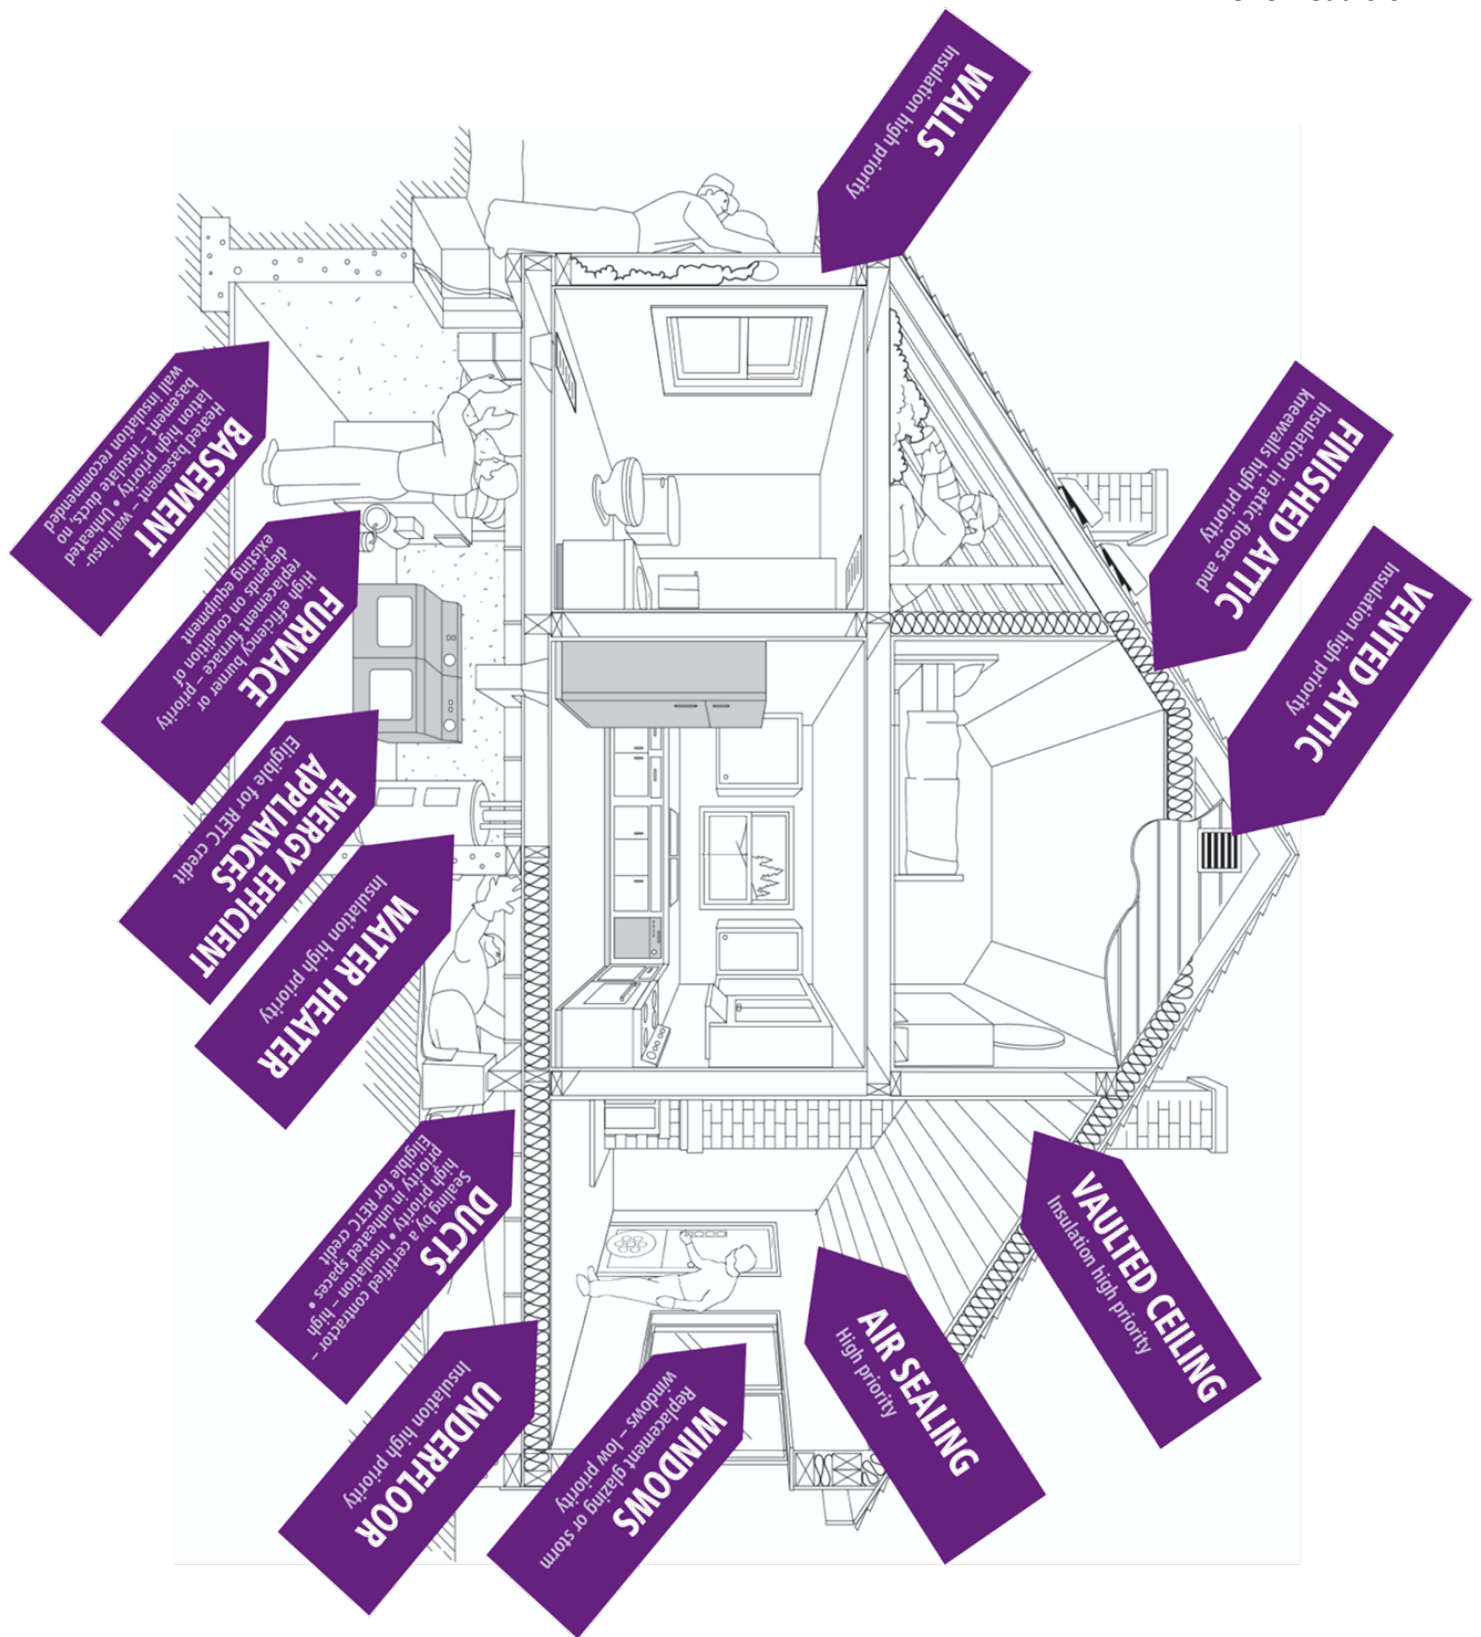 WALLS
Insulation high priority
FINISHED ATTIC
Insulation in attic floors and
kneewalls high priority
VENTED ATTIC
Insulation high priority
VAULTED CEILING
Insulation high priority
AIR SEALING
High priority
WINDOWS
Replacement glazing or storm
windows – low priority
UNDERFLOOR
Insulation high priority
DUCTS
Sealing by a certified contractor –
high priority • Insulation – high
priority in unheated spaces •
Eligible for RETC credit
WATER HEATER
Insulation high priority
ENERGY EFFICIENT
APPLIANCES
Eligible for RETC credit
FURNACE
High efficiency burner or
replacement furnace – priority
depends on condition of
existing equipment
BASEMENT
Heated basement – wall insu-
lation high priority • Unheated
basement – insulate ducts, no
wall insulation recommended